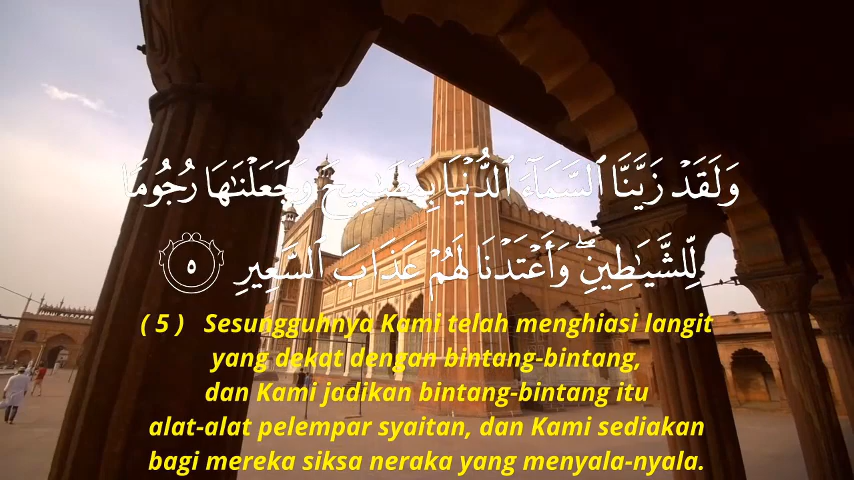 وَلَقَدْ زَيَّنَّا ٱلسَّمَآءَ ٱلدُّنْيَا بِمَصَٰبِيحَ وَجَعَلْنَٰهَا رُجُومًا
لِّلشَّيَٰطِينِ ۖ وَأَعْتَدْنَا لَهُمْ عَذَابَ ٱلسَّعِيرِ ٥
( 5 ) Sesungguhnya Kami telah menghiasi langit
yang dekat dengan bintang-bintang,
dan Kami jadikan bintang-bintang itu
alat-alat pelempar syaitan, dan Kami sediakan
bagi mereka siksa neraka yang menyala-nyala.